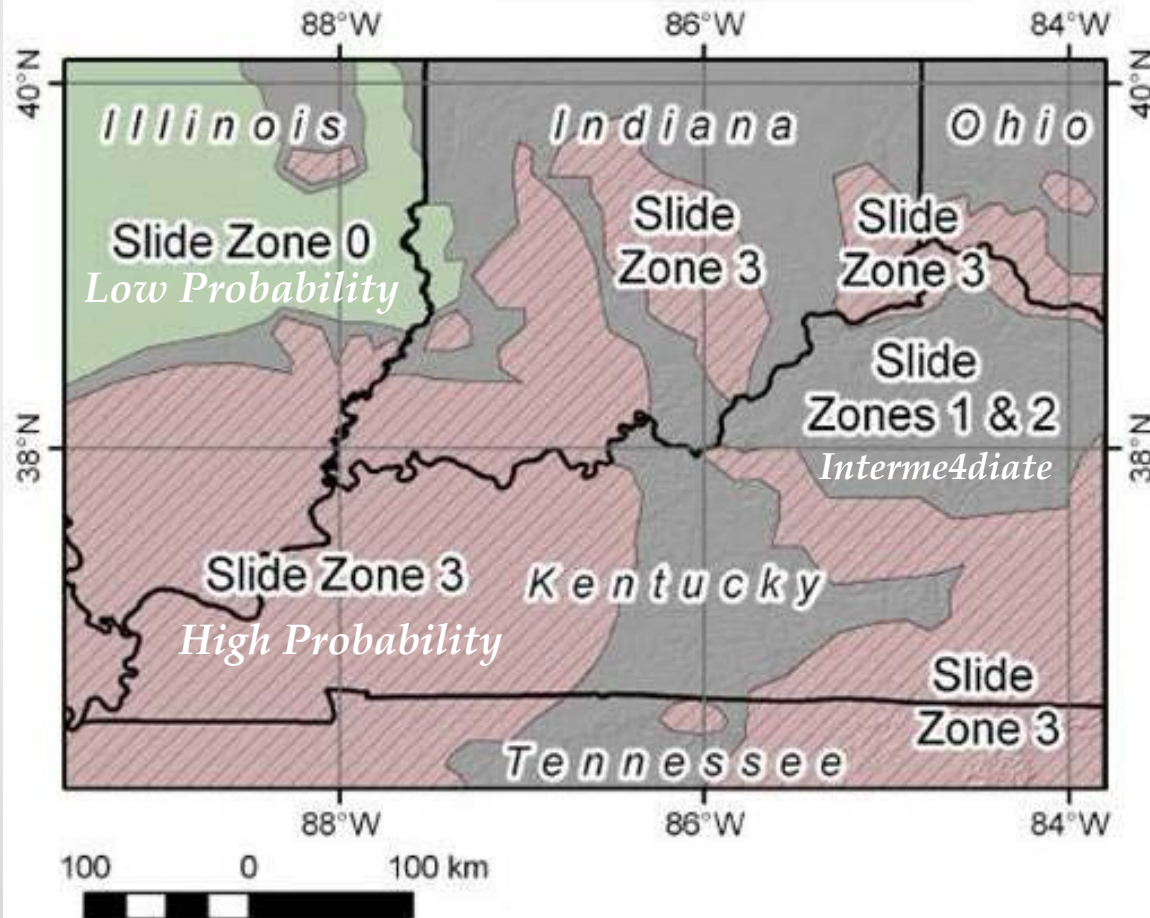 88°W 86°W 84°W
40°N 40°N
Illinois Indiana Ohio
Slide Zone 0
Low Probability
Slide
Zone 3
Slide
Zone 3
Slide
Zones 1 & 2
Interme4diate
38°N 38°N
Slide Zone 3
High Probability
Kentucky
Slide
Zone 3
Tennessee
88°W 86°W 84°W
100 0 100 km